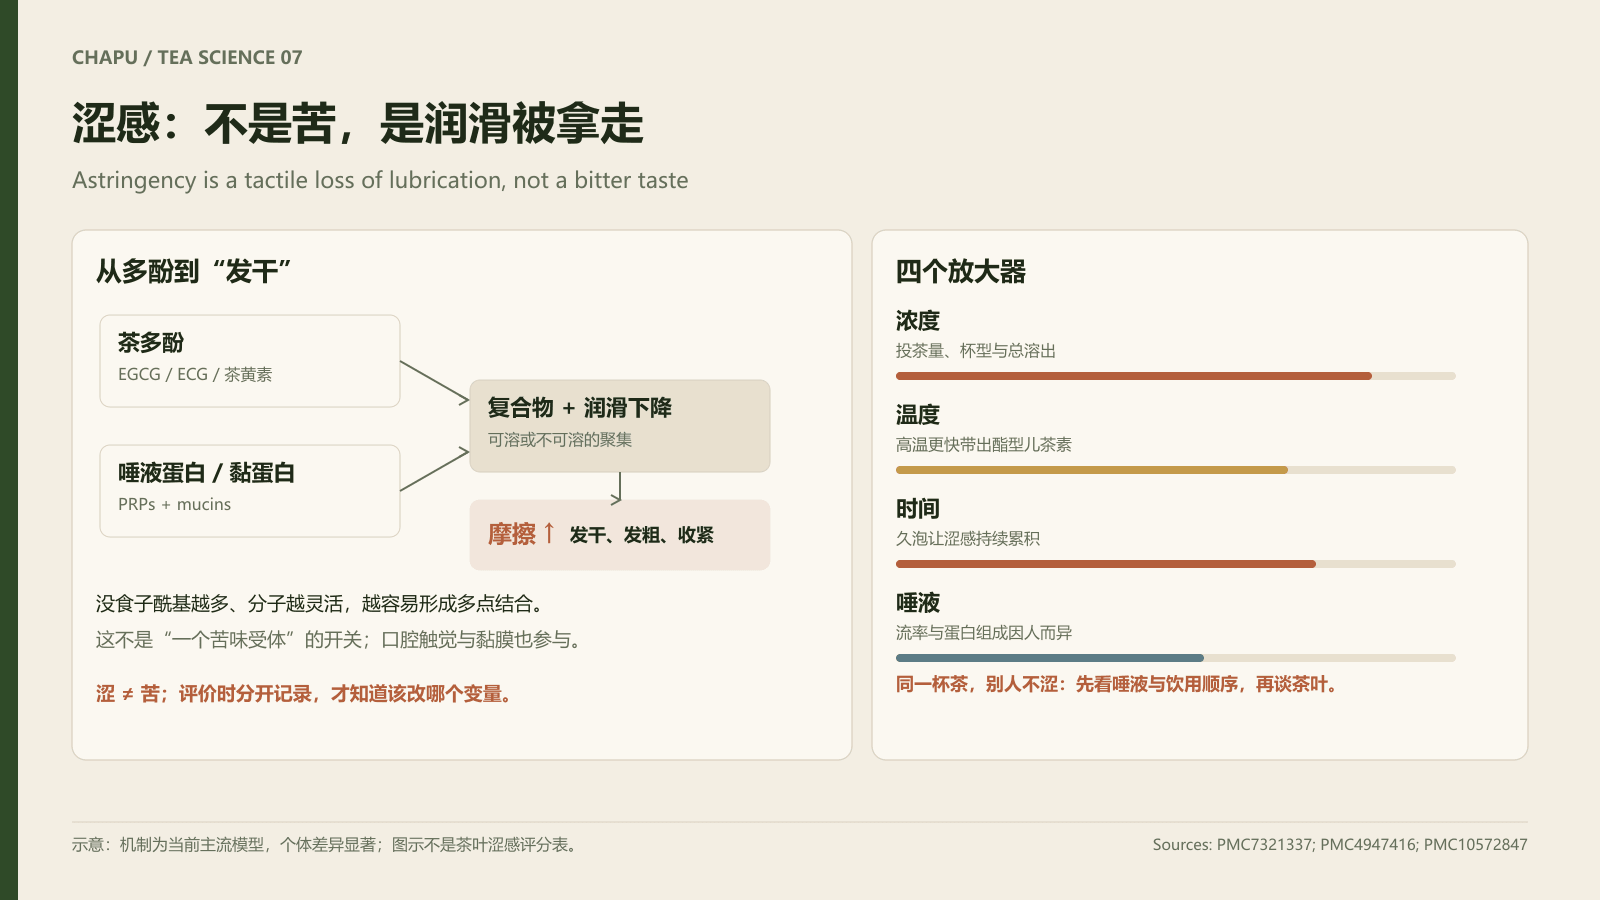 CHAPU / TEA SCIENCE 07
涩感：不是苦，是润滑被拿走
Astringency is a tactile loss of lubrication, not a bitter taste
从多酚到“发干”
茶多酚
EGCG / ECG / 茶黄素
唾液蛋白 / 黏蛋白
PRPs + mucins
复合物 + 润滑下降
可溶或不可溶的聚集
摩擦 ↑ 发干、发粗、收紧
没食子酰基越多、分子越灵活，越容易形成多点结合。
这不是“一个苦味受体”的开关；口腔触觉与黏膜也参与。
涩 ≠ 苦；评价时分开记录，才知道该改哪个变量。
四个放大器
浓度
投茶量、杯型与总溶出
温度
高温更快带出酯型儿茶素
时间
久泡让涩感持续累积
唾液
流率与蛋白组成因人而异
同一杯茶，别人不涩：先看唾液与饮用顺序，再谈茶叶。
示意：机制为当前主流模型，个体差异显著；图示不是茶叶涩感评分表。
Sources: PMC7321337; PMC4947416; PMC10572847